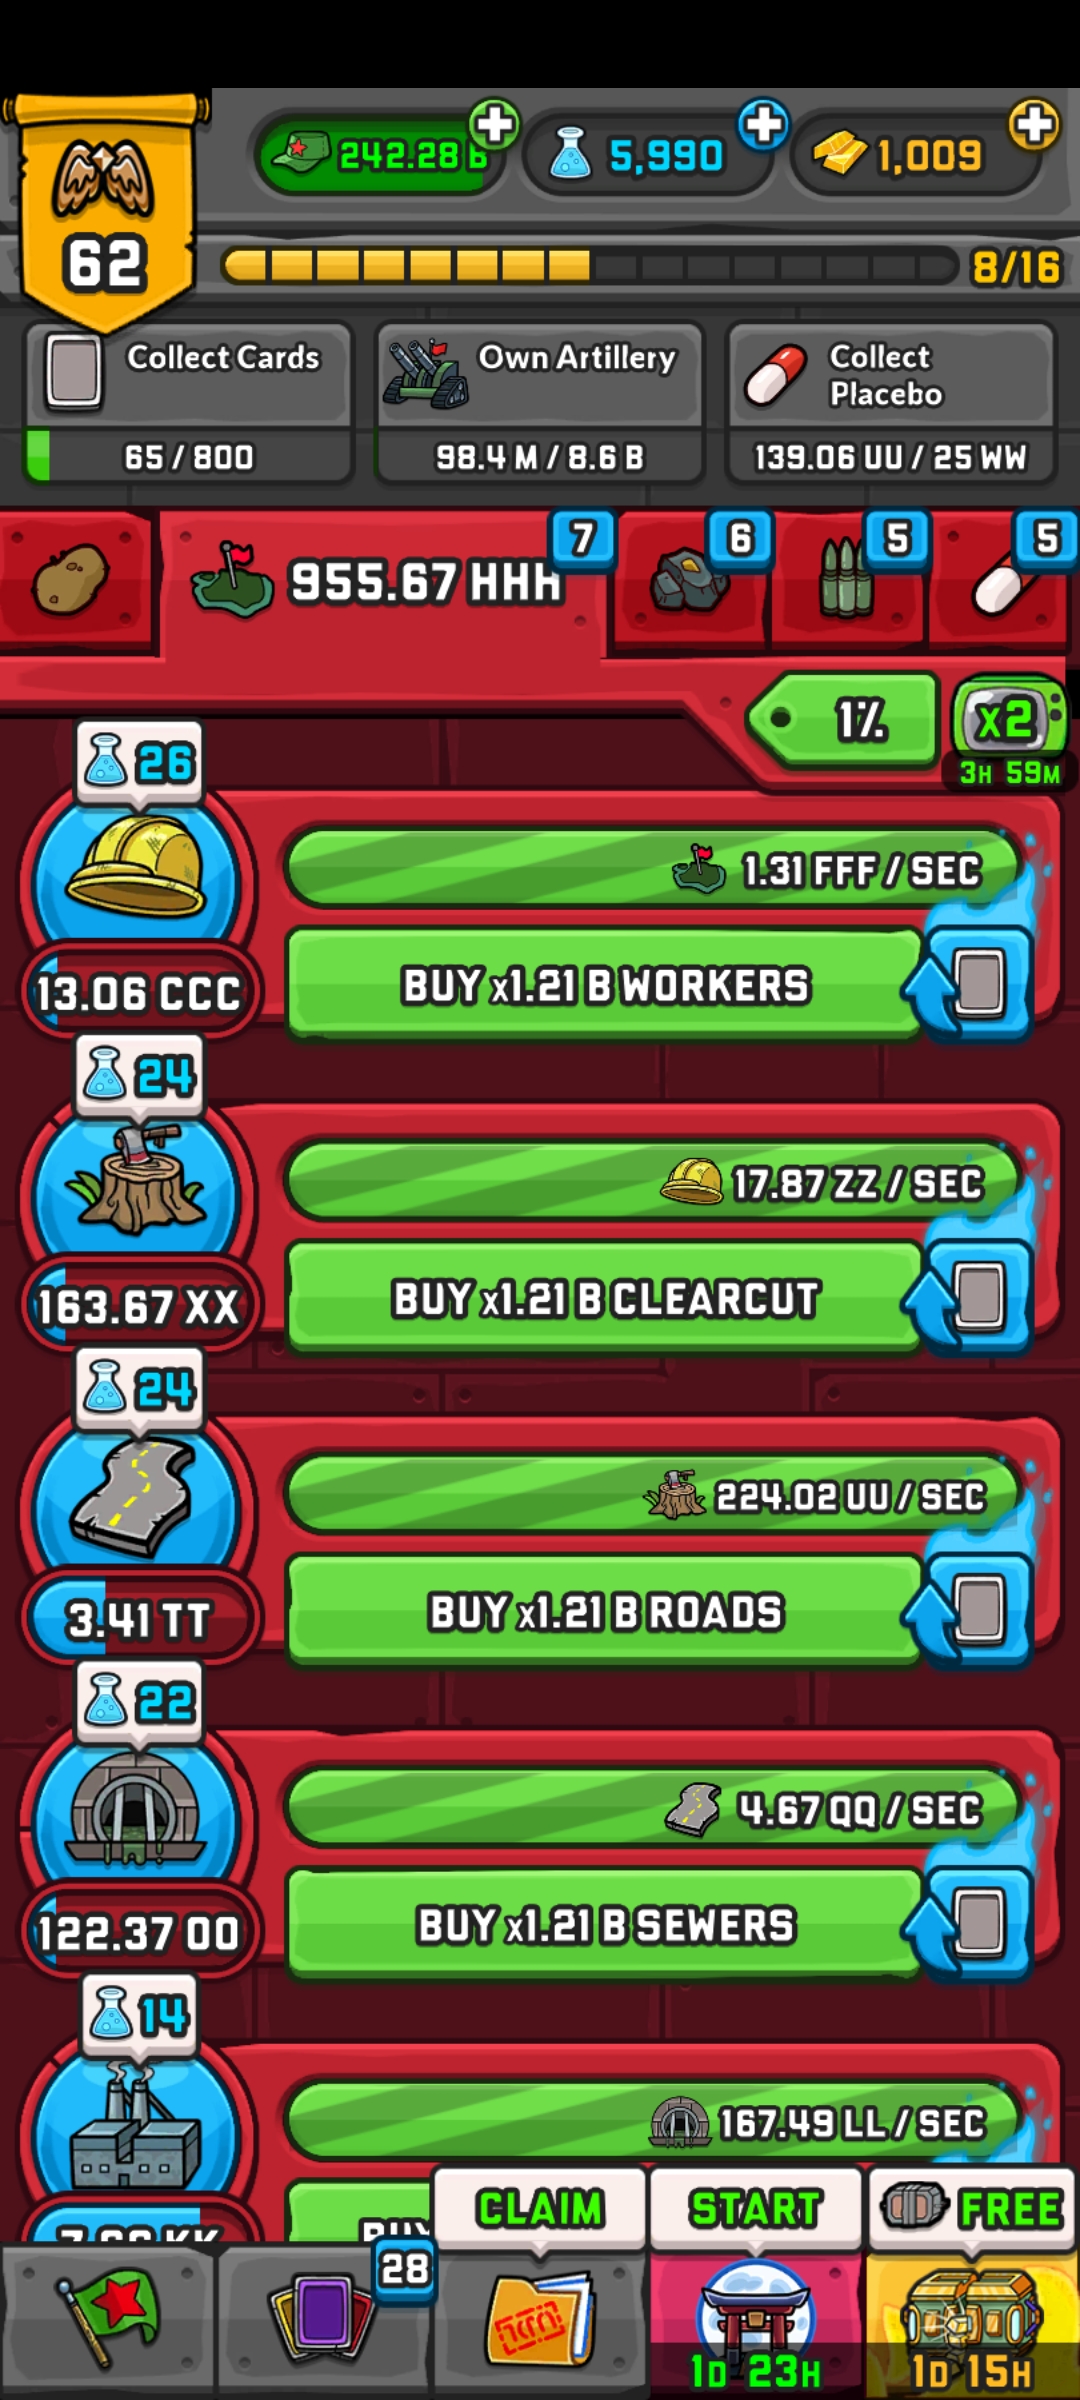 242.28 B
5,990
1,009
62
8/16
Collect Cards
65 / 800
Own Artillery
98.4 M / 8.6 B
Collect
Placebo
139.06 UU / 25 WW
955.67 HHH
7
6
5
5
1%
x2
3H 59M
26
1.31 FFF / SEC
13.06 CCC
BUY x1.21 B WORKERS
24
17.87 ZZ / SEC
163.67 XX
BUY x1.21 B CLEARCUT
24
224.02 UU / SEC
3.41 TT
BUY x1.21 B ROADS
22
4.67 QQ / SEC
122.37 OO
BUY x1.21 B SEWERS
14
167.49 LL / SEC
BUY
CLAIM
START
FREE
28
1D 23H
1D 15H